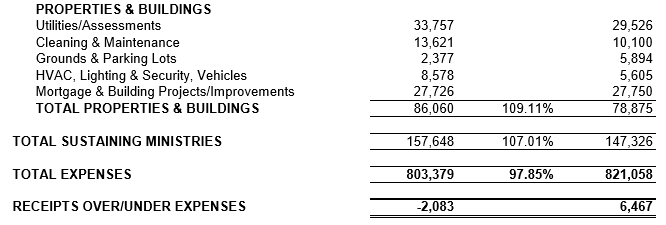 PROPERTIES & BUILDINGS
Utilities/Assessments 33,757 29,526
Cleaning & Maintenance 13,621 10,100
Grounds & Parking Lots 2,377 5,894
HVAC, Lighting & Security, Vehicles 8,578 5,605
Mortgage & Building Projects/Improvements 27,726 27,750
TOTAL PROPERTIES & BUILDINGS 86,060 109.11% 78,875
TOTAL SUSTAINING MINISTRIES 157,648 107.01% 147,326
TOTAL EXPENSES 803,379 97.85% 821,058
RECEIPTS OVER/UNDER EXPENSES -2,083 6,467